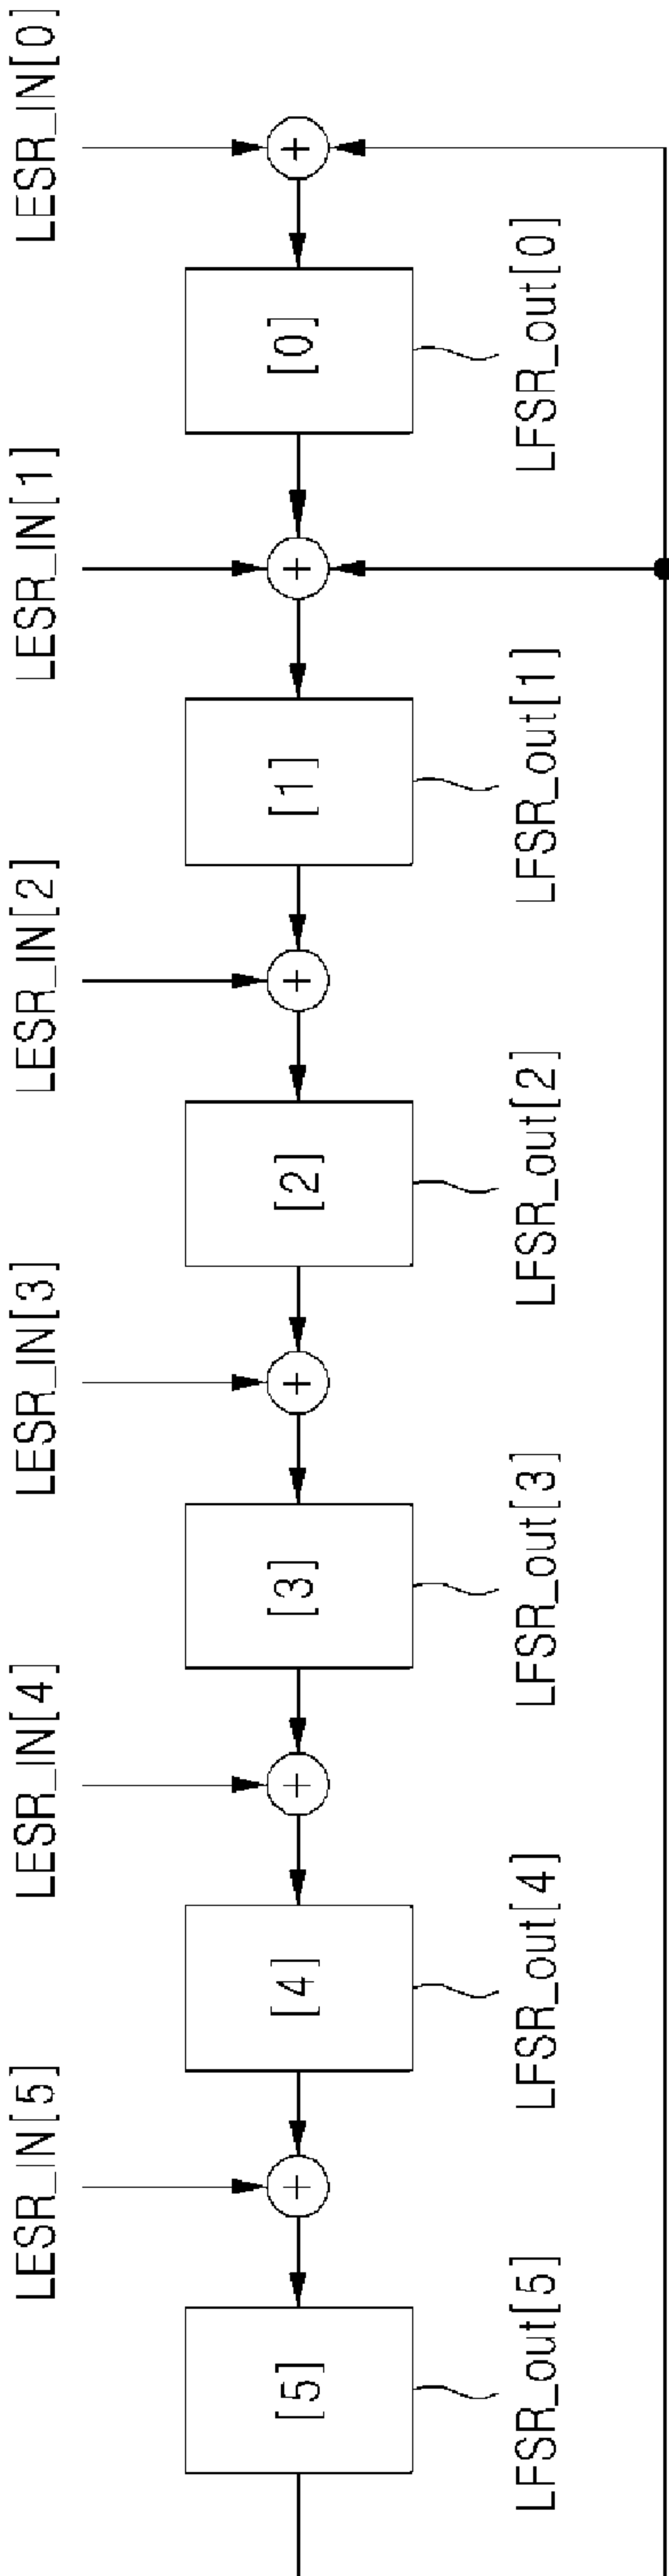 LESR_IN[5]
LESR_IN[4]
LESR_IN[3]
LESR_IN[2]
LESR_IN[1]
LESR_IN[0]
+
+
+
+
+
+
[5]
[4]
[3]
[2]
[1]
[0]
LFSR_out[5]
LFSR_out[4]
LFSR_out[3]
LFSR_out[2]
LFSR_out[1]
LFSR_out[0]